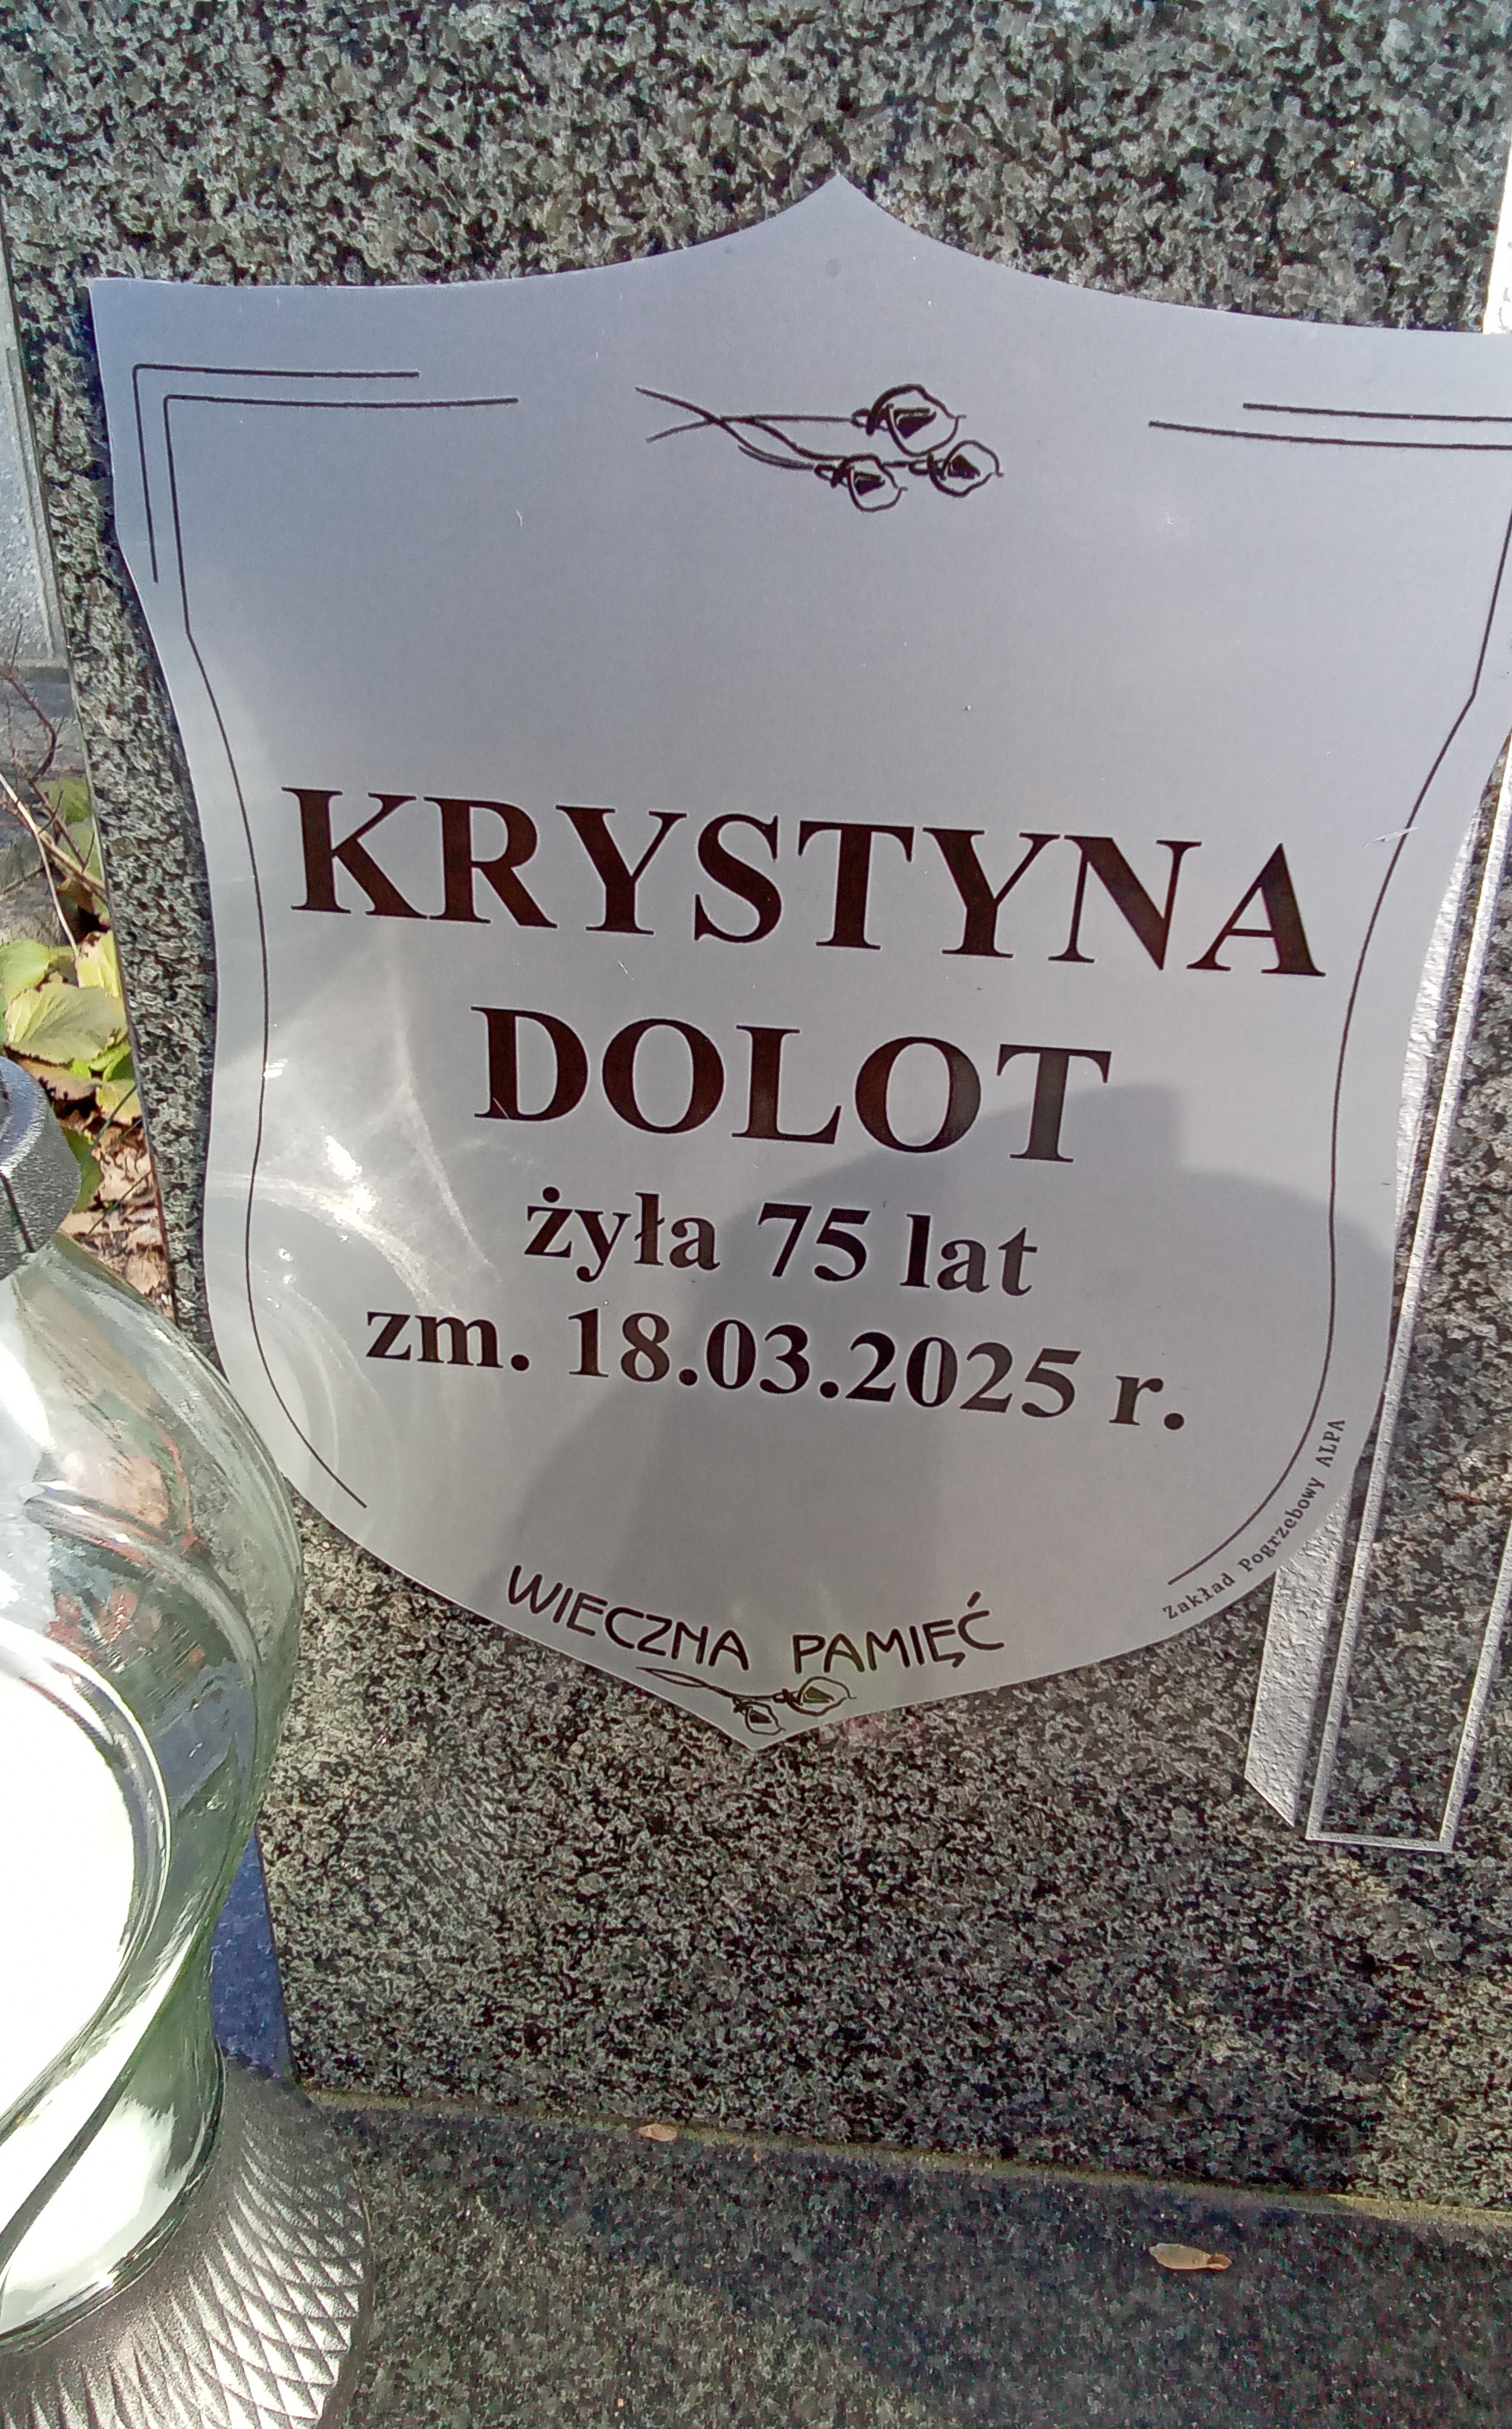 KRYSTYNA
DOLOT
żyła 75 lat
zm. 18.03.2025 r.
Zakład Pogrzebowy ALPA
WIECZNA PAMIĘĆ